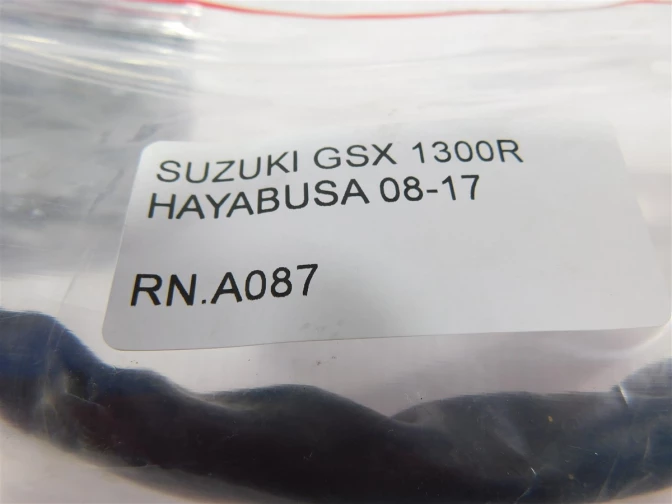 SUZUKI GSX 1300R
HAYABUSA 08-17
RN.A087